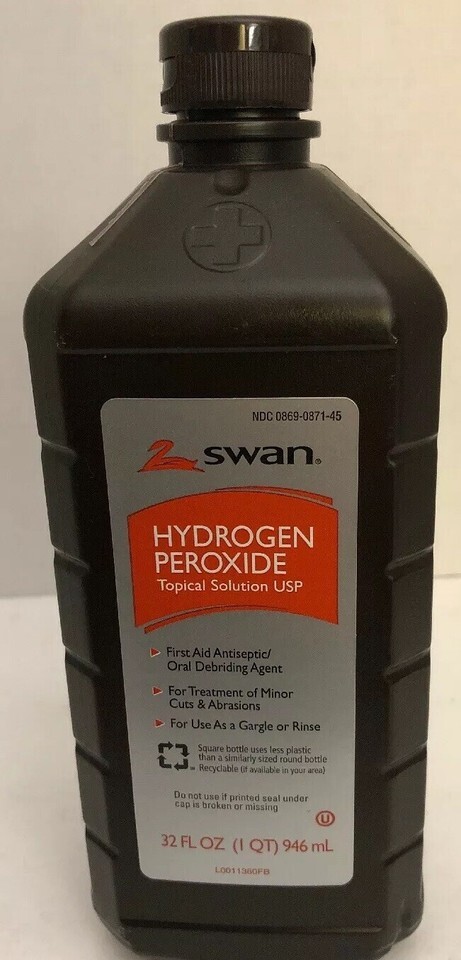 NDC 0869-0871-45
swan®
HYDROGEN
PEROXIDE
Topical Solution USP
First Aid Antiseptic/
Oral Debriding Agent
For Treatment of Minor
Cuts & Abrasions
For Use As a Gargle or Rinse
Square bottle uses less plastic
than a similarly sized round bottle
Recyclable (if available in your area)
Do not use if printed seal under
cap is broken or missing
U
32 FL OZ (1 QT) 946 mL
L0011360FB